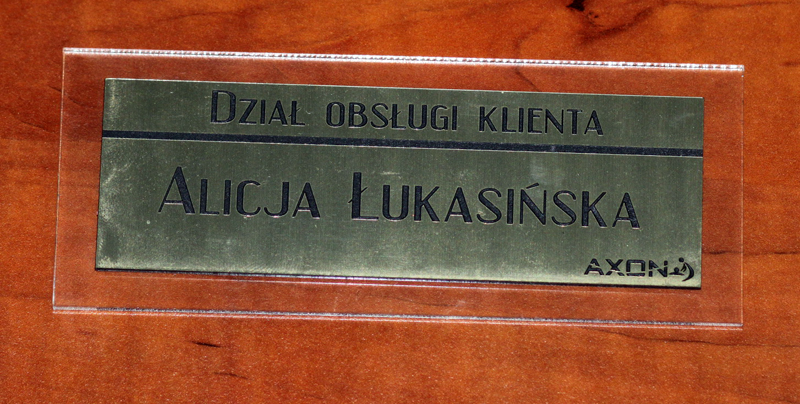 Dział obsługi klienta
Alicja Łukasińska
AXON